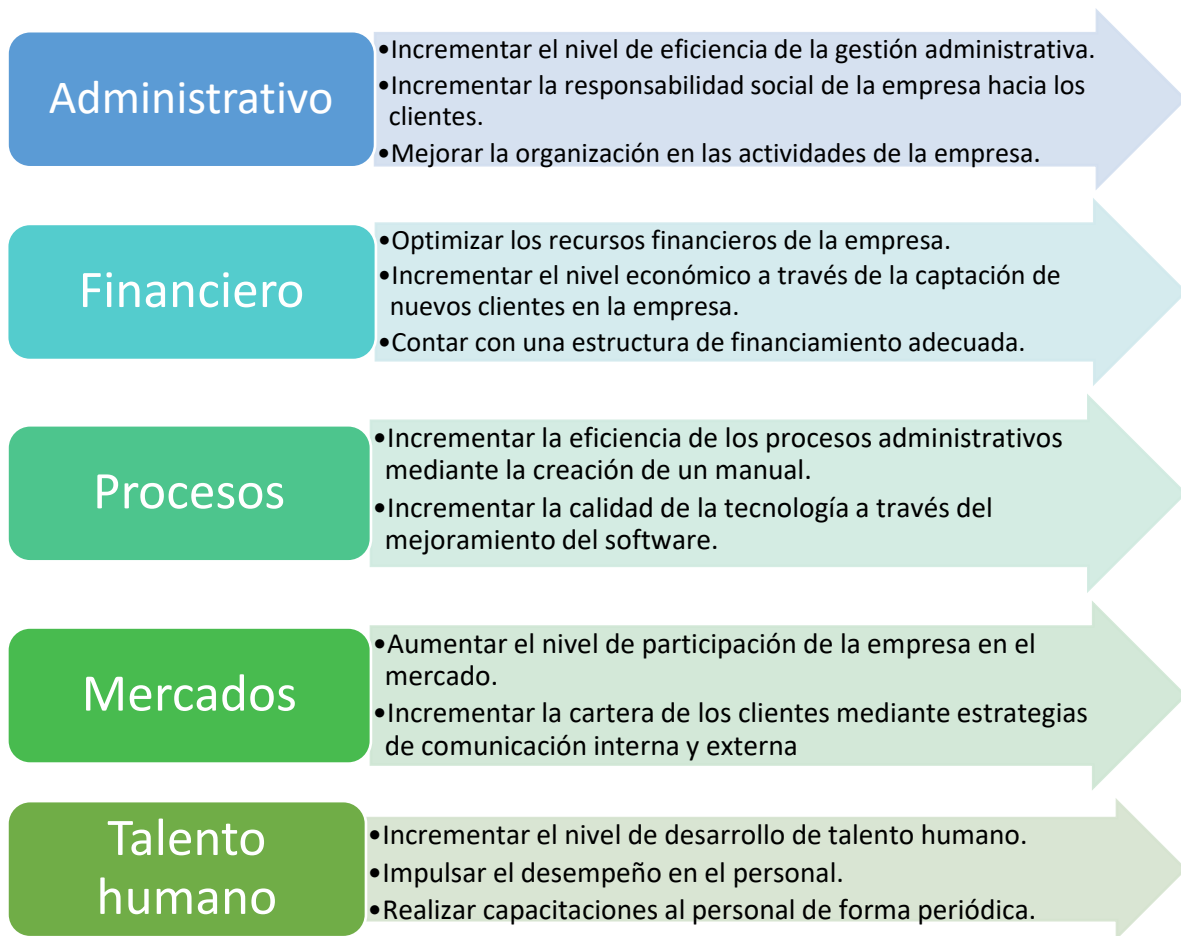 Administrativo
•Incrementar el nivel de eficiencia de la gestión administrativa.
•Incrementar la responsabilidad social de la empresa hacia los
clientes.
•Mejorar la organización en las actividades de la empresa.
Financiero
•Optimizar los recursos financieros de la empresa.
•Incrementar el nivel económico a través de la captación de
nuevos clientes en la empresa.
•Contar con una estructura de financiamiento adecuada.
Procesos
•Incrementar la eficiencia de los procesos administrativos
mediante la creación de un manual.
•Incrementar la calidad de la tecnología a través del
mejoramiento del software.
Mercados
•Aumentar el nivel de participación de la empresa en el
mercado.
•Incrementar la cartera de los clientes mediante estrategias
de comunicación interna y externa
Talento
humano
•Incrementar el nivel de desarrollo de talento humano.
•Impulsar el desempeño en el personal.
•Realizar capacitaciones al personal de forma periódica.